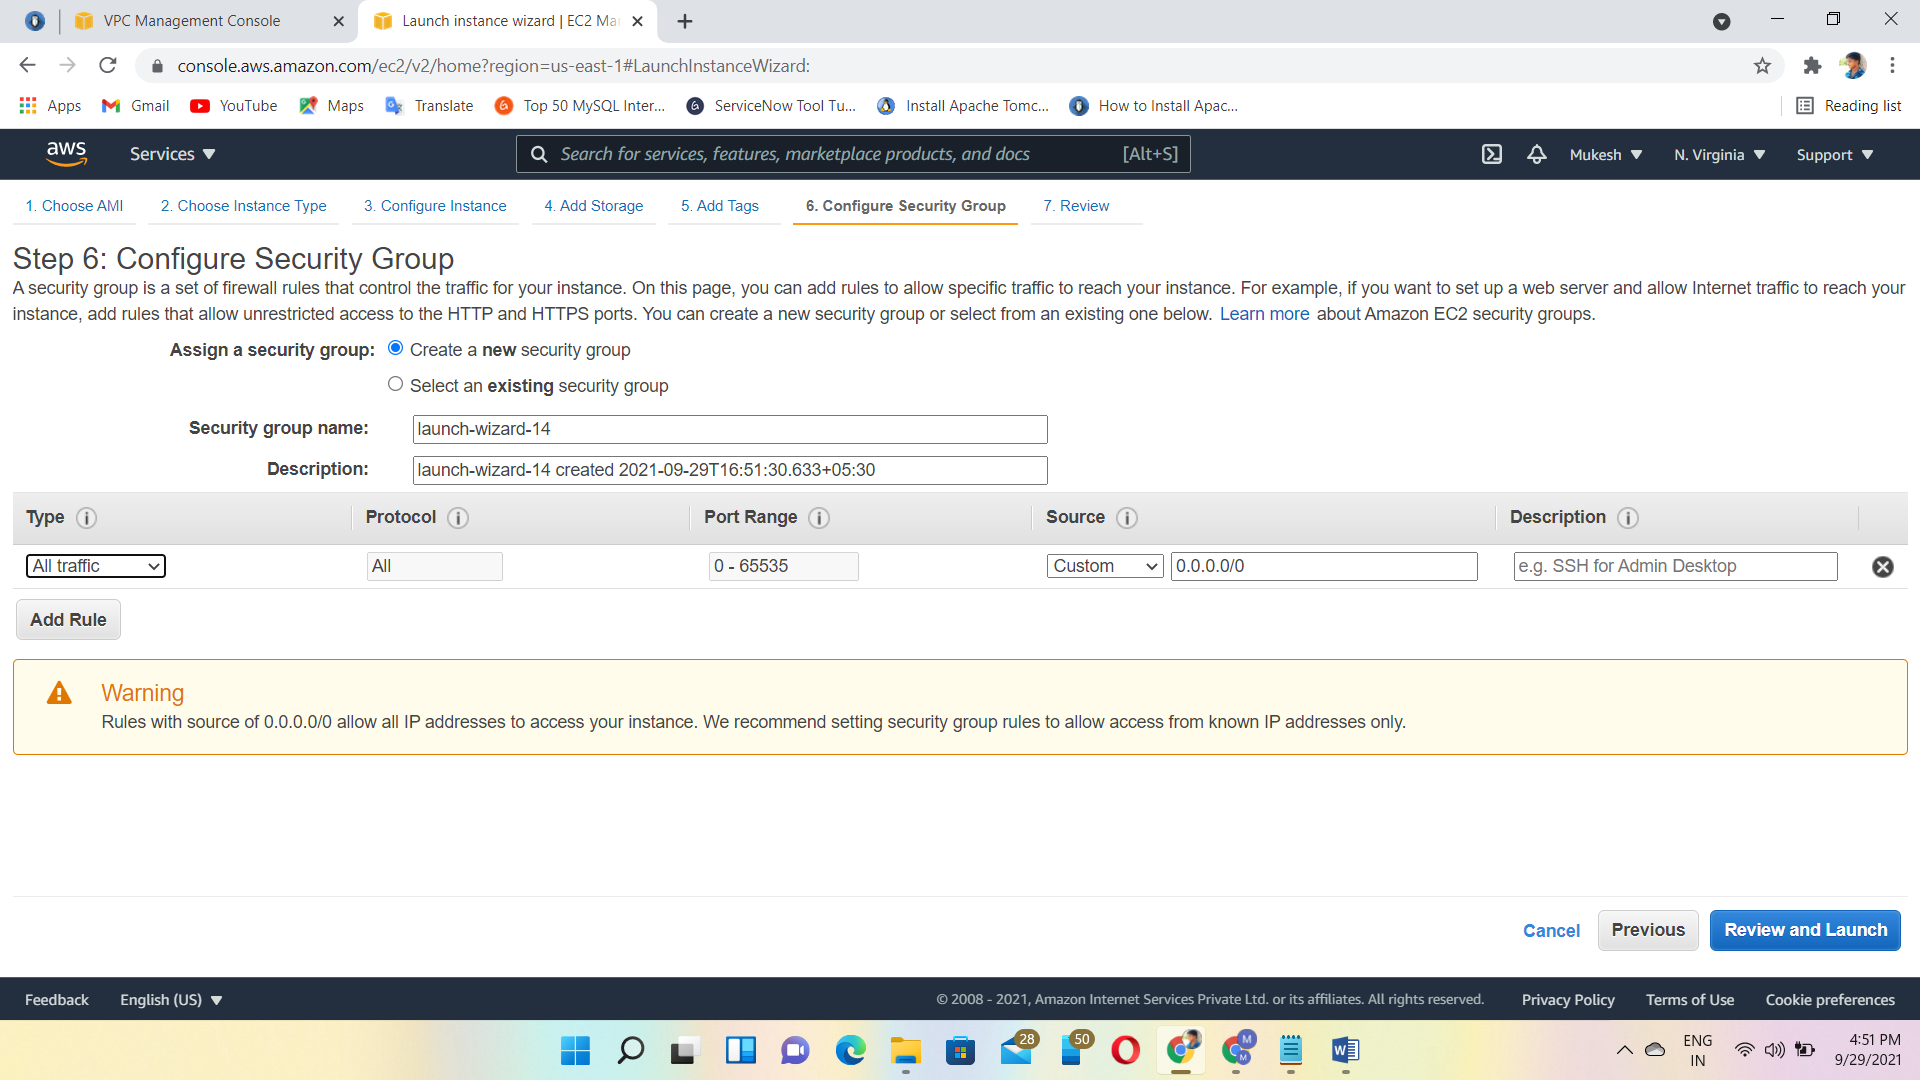 VPC Management Console
Launch instance wizard | EC2 Ma
console.aws.amazon.com/ec2/v2/home?region=us-east-1#LaunchInstanceWizard:
Apps Gmail YouTube Maps Translate Top 50 MySQL Inter... ServiceNow Tool Tu... Install Apache Tomc... How to Install Apac... Reading list
aws Services Search for services, features, marketplace products, and docs [Alt+S] Mukesh N. Virginia Support
1. Choose AMI 2. Choose Instance Type 3. Configure Instance 4. Add Storage 5. Add Tags 6. Configure Security Group 7. Review
Step 6: Configure Security Group
A security group is a set of firewall rules that control the traffic for your instance. On this page, you can add rules to allow specific traffic to reach your instance. For example, if you want to set up a web server and allow Internet traffic to reach your
instance, add rules that allow unrestricted access to the HTTP and HTTPS ports. You can create a new security group or select from an existing one below. Learn more about Amazon EC2 security groups.
Assign a security group: Create a new security group
Select an existing security group
Security group name: launch-wizard-14
Description: launch-wizard-14 created 2021-09-29T16:51:30.633+05:30
Type i Protocol i Port Range i Source i Description i
All traffic All 0 - 65535 Custom 0.0.0.0/0 e.g. SSH for Admin Desktop
Add Rule
Warning
Rules with source of 0.0.0.0/0 allow all IP addresses to access your instance. We recommend setting security group rules to allow access from known IP addresses only.
Cancel Previous Review and Launch
Feedback English (US) © 2008 - 2021, Amazon Internet Services Private Ltd. or its affiliates. All rights reserved. Privacy Policy Terms of Use Cookie preferences
28 50 M M W ENG 4:51 PM
IN 9/29/2021